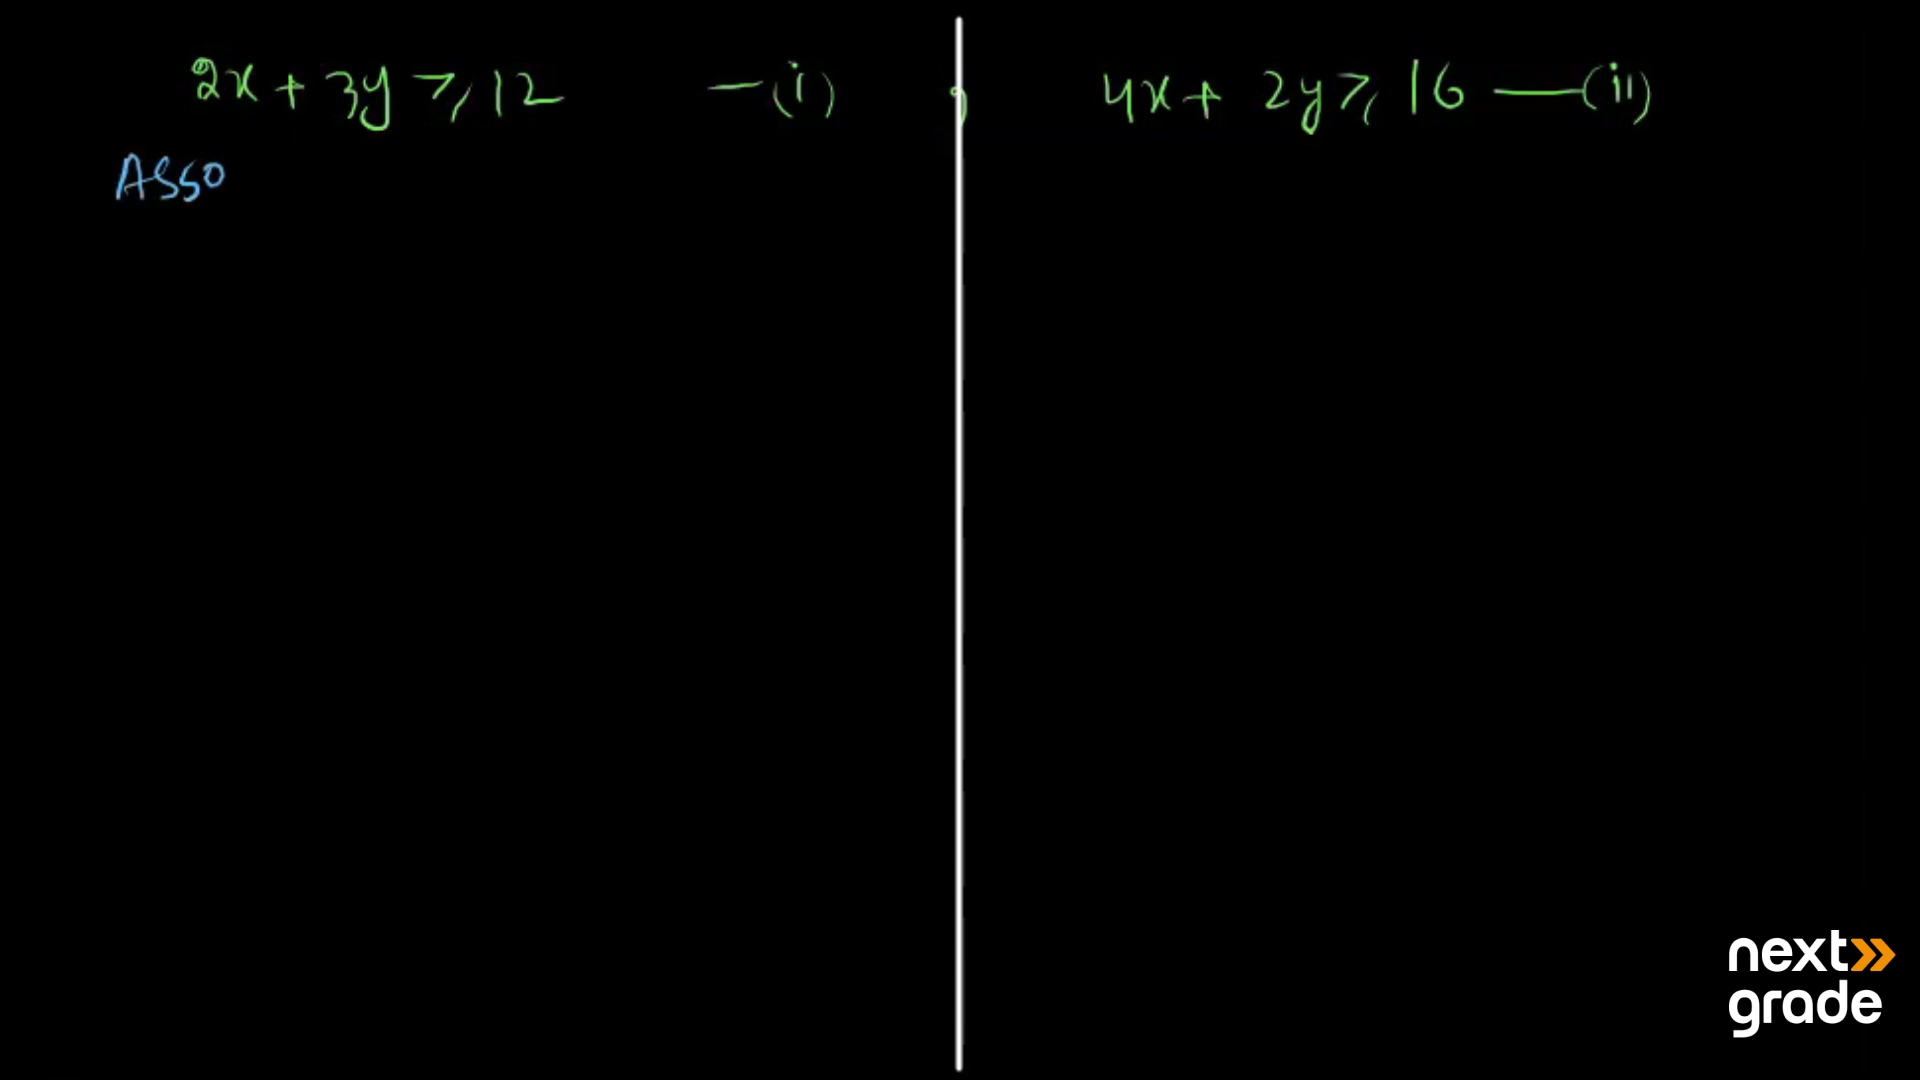 2x + 3y ≥ 12 — (i) , 4x + 2y ≥ 16 — (ii)
Asso
next
grade